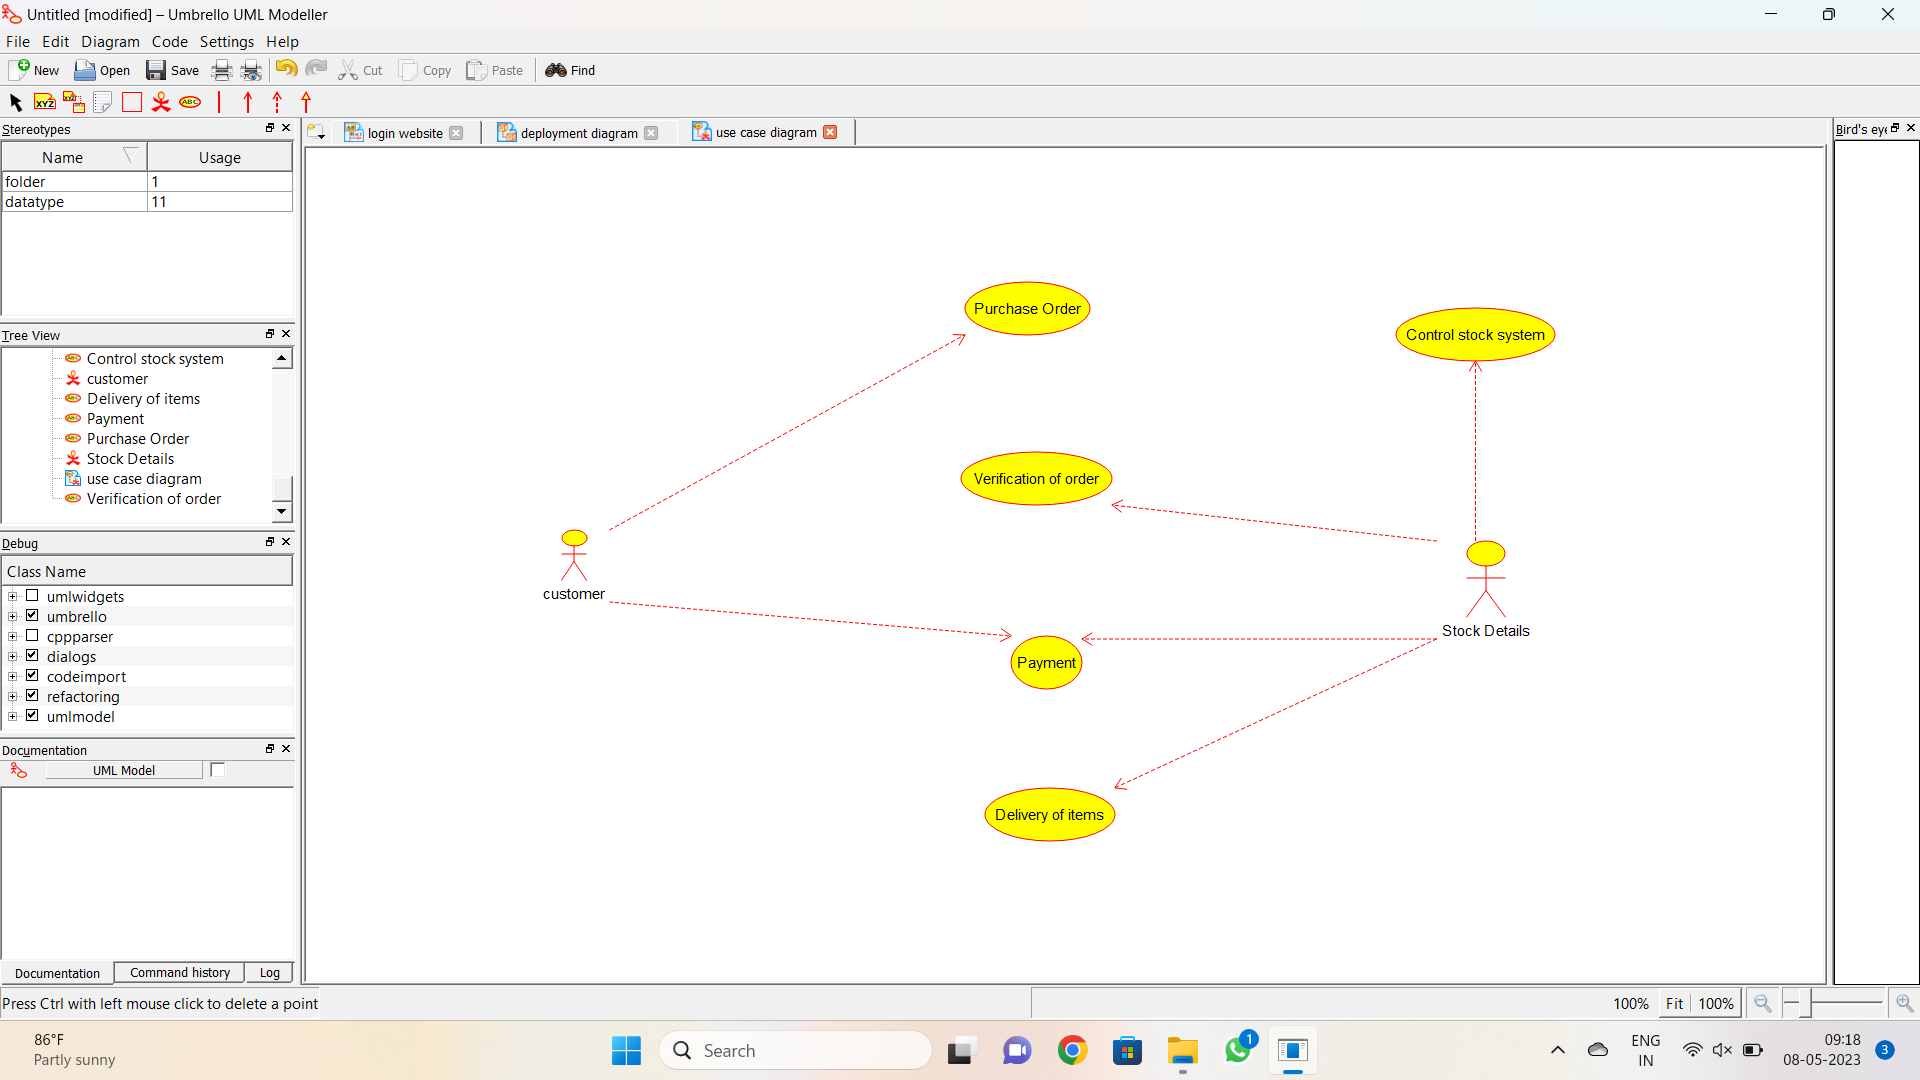 Untitled [modified] – Umbrello UML Modeller
File Edit Diagram Code Settings Help
New Open Save Cut Copy Paste Find
XYZ XYZ ABC
Stereotypes
Name Usage
folder 1
datatype 11
Tree View
Control stock system
customer
Delivery of items
Payment
Purchase Order
Stock Details
use case diagram
Verification of order
Debug
Class Name
umlwidgets
umbrello
cppparser
dialogs
codeimport
refactoring
umlmodel
Documentation
UML Model
Documentation Command history Log
Press Ctrl with left mouse click to delete a point
login website deployment diagram use case diagram
Purchase Order
Control stock system
Verification of order
customer
Stock Details
Payment
Delivery of items
Bird's eye
100% Fit 100%
86°F
Partly sunny
Search
1
ENG
IN
09:18
08-05-2023
3